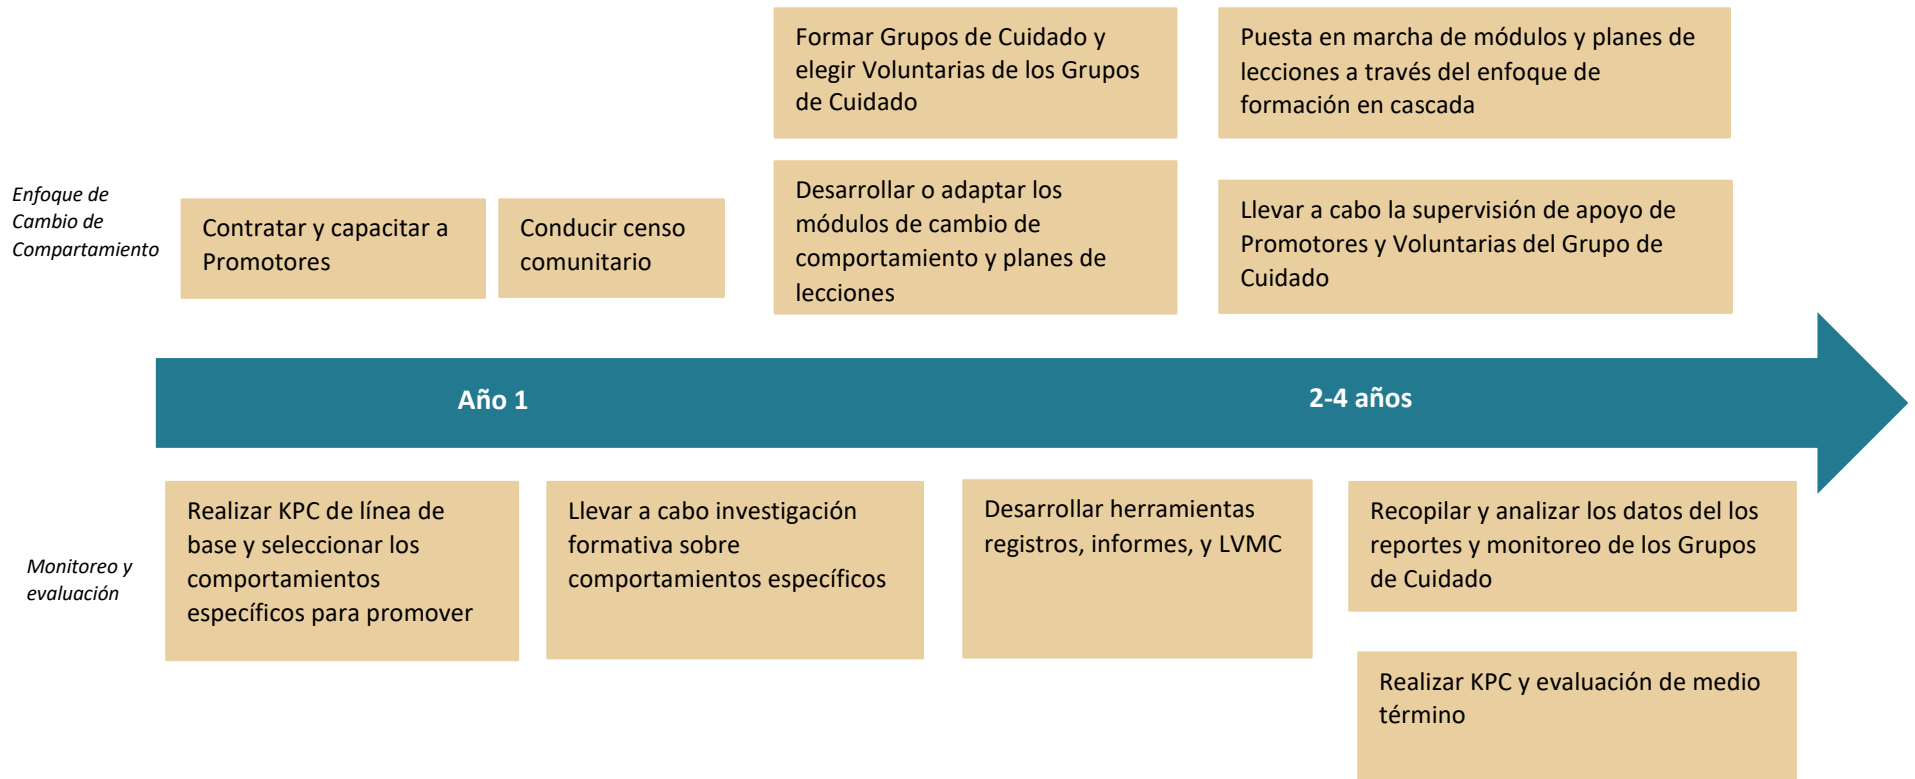 Formar Grupos de Cuidado y
elegir Voluntarias de los Grupos
de Cuidado
Puesta en marcha de módulos y planes de
lecciones a través del enfoque de
formación en cascada
Enfoque de
Cambio de
Compartamiento
Contratar y capacitar a
Promotores
Conducir censo
comunitario
Desarrollar o adaptar los
módulos de cambio de
comportamiento y planes de
lecciones
Llevar a cabo la supervisión de apoyo de
Promotores y Voluntarias del Grupo de
Cuidado
Año 1
2-4 años
Monitoreo y
evaluación
Realizar KPC de línea de
base y seleccionar los
comportamientos
específicos para promover
Llevar a cabo investigación
formativa sobre
comportamientos específicos
Desarrollar herramientas
registros, informes, y LVMC
Recopilar y analizar los datos del los
reportes y monitoreo de los Grupos
de Cuidado
Realizar KPC y evaluación de medio
término